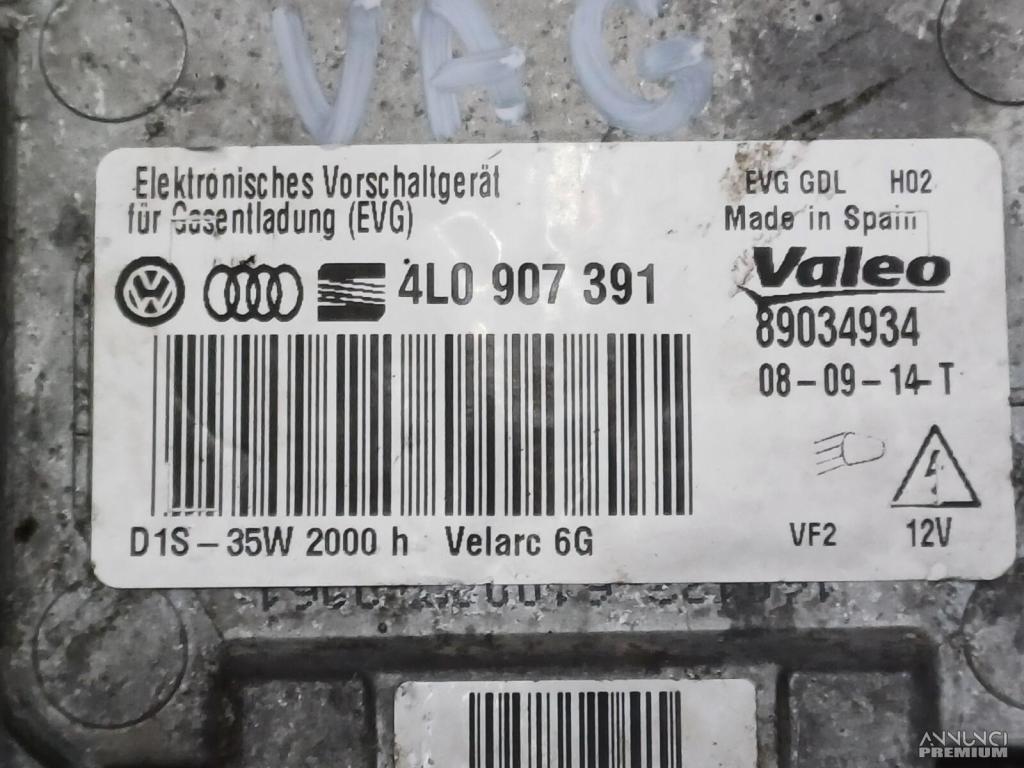 VAG
Elektronisches Vorschaltgerät
für Gasentladung (EVG)
4L0 907 391
D1S - 35W 2000 h Velarc 6G
EVG GDL H02
Made in Spain
Valeo
89034934
08-09-14-T
VF2 12V
ANNUNCI
PREMIUM